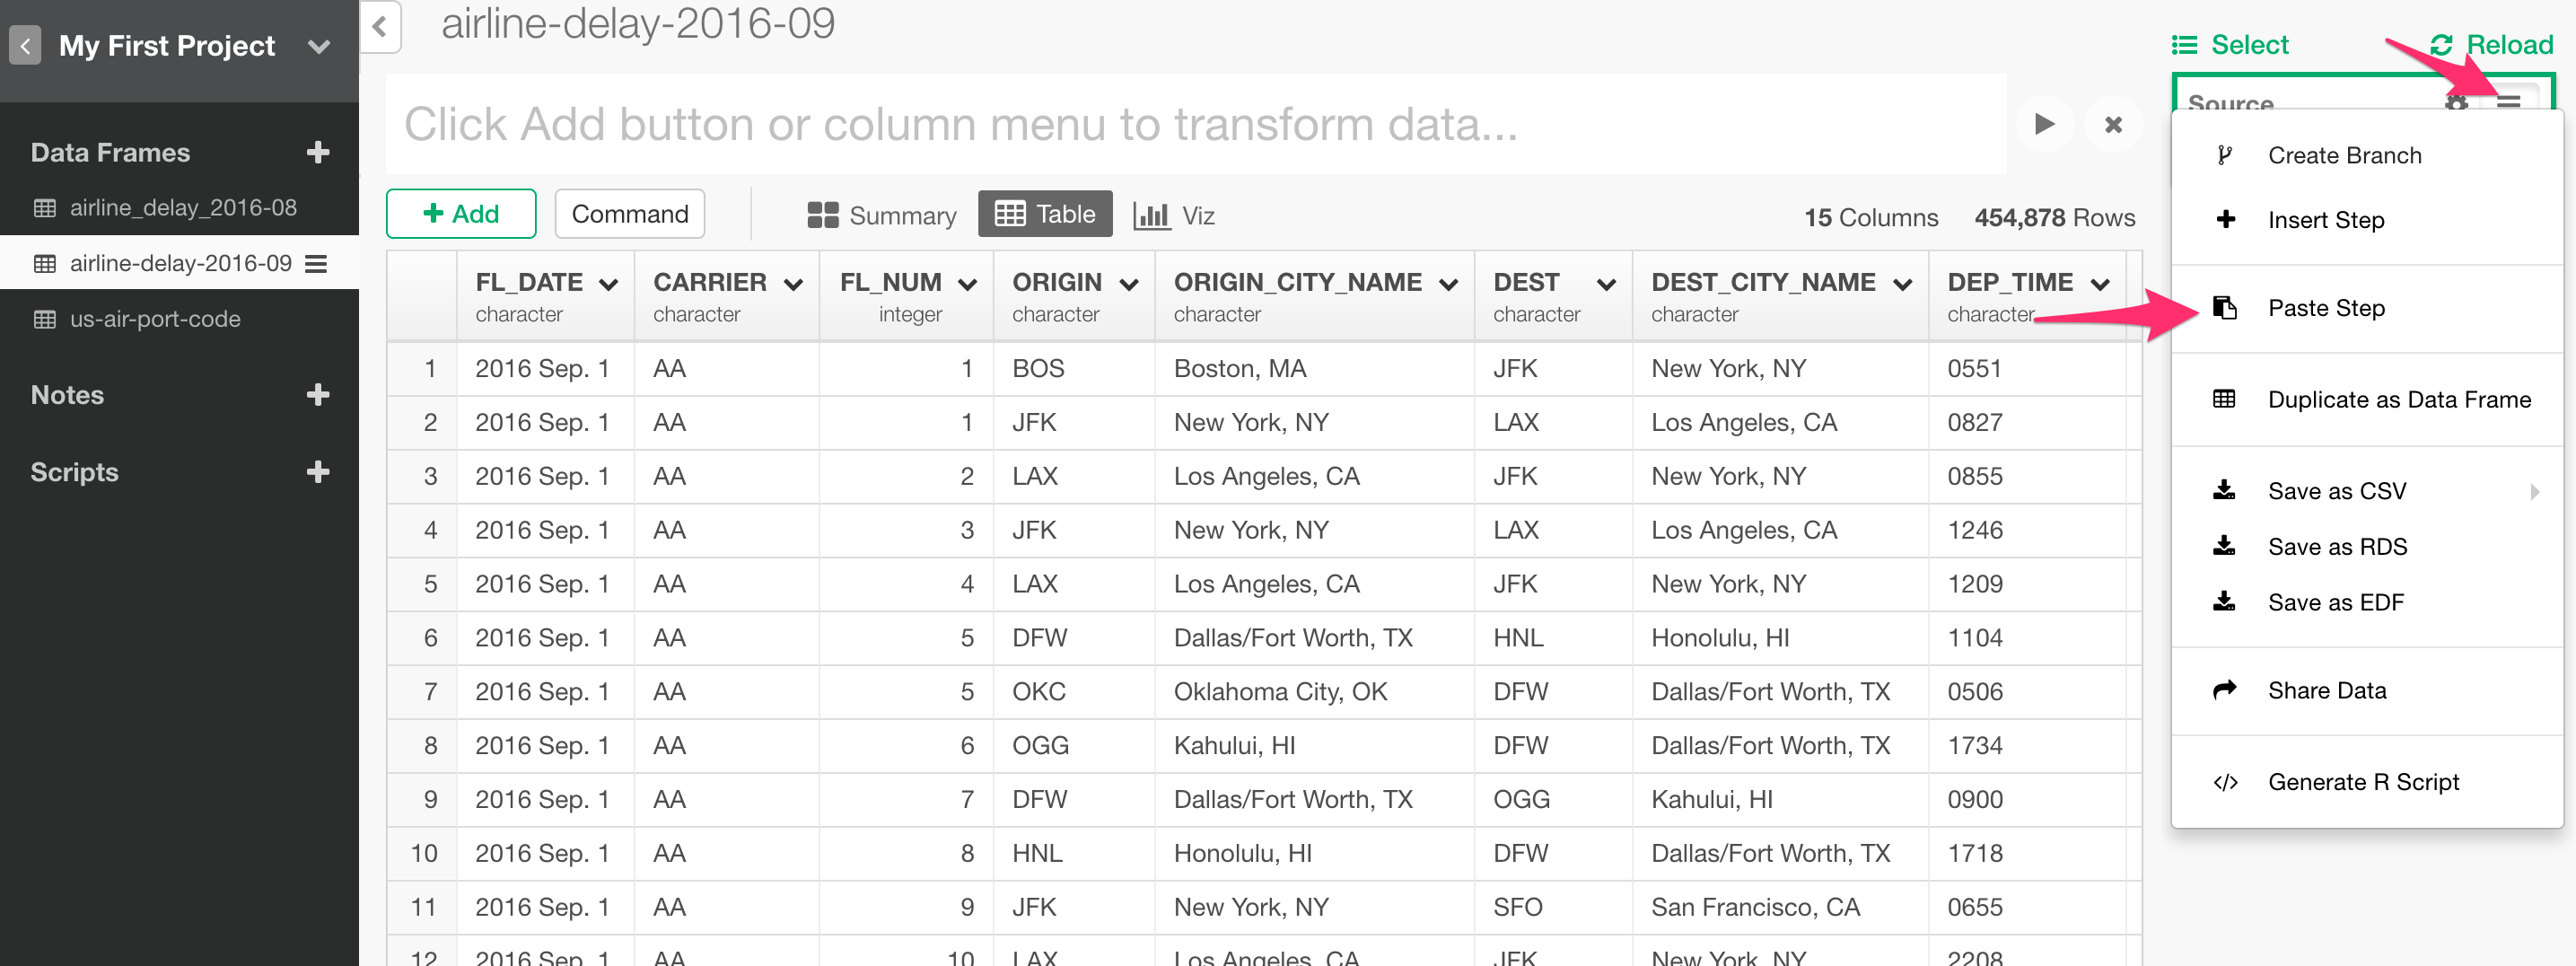 My First Project
Data Frames
airline_delay_2016-08
airline-delay-2016-09
us-air-port-code
Notes
Scripts
airline-delay-2016-09
Click Add button or column menu to transform data...
Add Command Summary Table Viz 15 Columns 454,878 Rows
FL_DATE CARRIER FL_NUM ORIGIN ORIGIN_CITY_NAME DEST DEST_CITY_NAME DEP_TIME
character character integer character character character character character
1 2016 Sep. 1 AA 1 BOS Boston, MA JFK New York, NY 0551
2 2016 Sep. 1 AA 1 JFK New York, NY LAX Los Angeles, CA 0827
3 2016 Sep. 1 AA 2 LAX Los Angeles, CA JFK New York, NY 0855
4 2016 Sep. 1 AA 3 JFK New York, NY LAX Los Angeles, CA 1246
5 2016 Sep. 1 AA 4 LAX Los Angeles, CA JFK New York, NY 1209
6 2016 Sep. 1 AA 5 DFW Dallas/Fort Worth, TX HNL Honolulu, HI 1104
7 2016 Sep. 1 AA 5 OKC Oklahoma City, OK DFW Dallas/Fort Worth, TX 0506
8 2016 Sep. 1 AA 6 OGG Kahului, HI DFW Dallas/Fort Worth, TX 1734
9 2016 Sep. 1 AA 7 DFW Dallas/Fort Worth, TX OGG Kahului, HI 0900
10 2016 Sep. 1 AA 8 HNL Honolulu, HI DFW Dallas/Fort Worth, TX 1718
11 2016 Sep. 1 AA 9 JFK New York, NY SFO San Francisco, CA 0655
12 2016 Sep. 1 AA 10 LAX Los Angeles, CA JFK New York, NY 2208
Select Reload
Source
Create Branch
Insert Step
Paste Step
Duplicate as Data Frame
Save as CSV
Save as RDS
Save as EDF
Share Data
Generate R Script